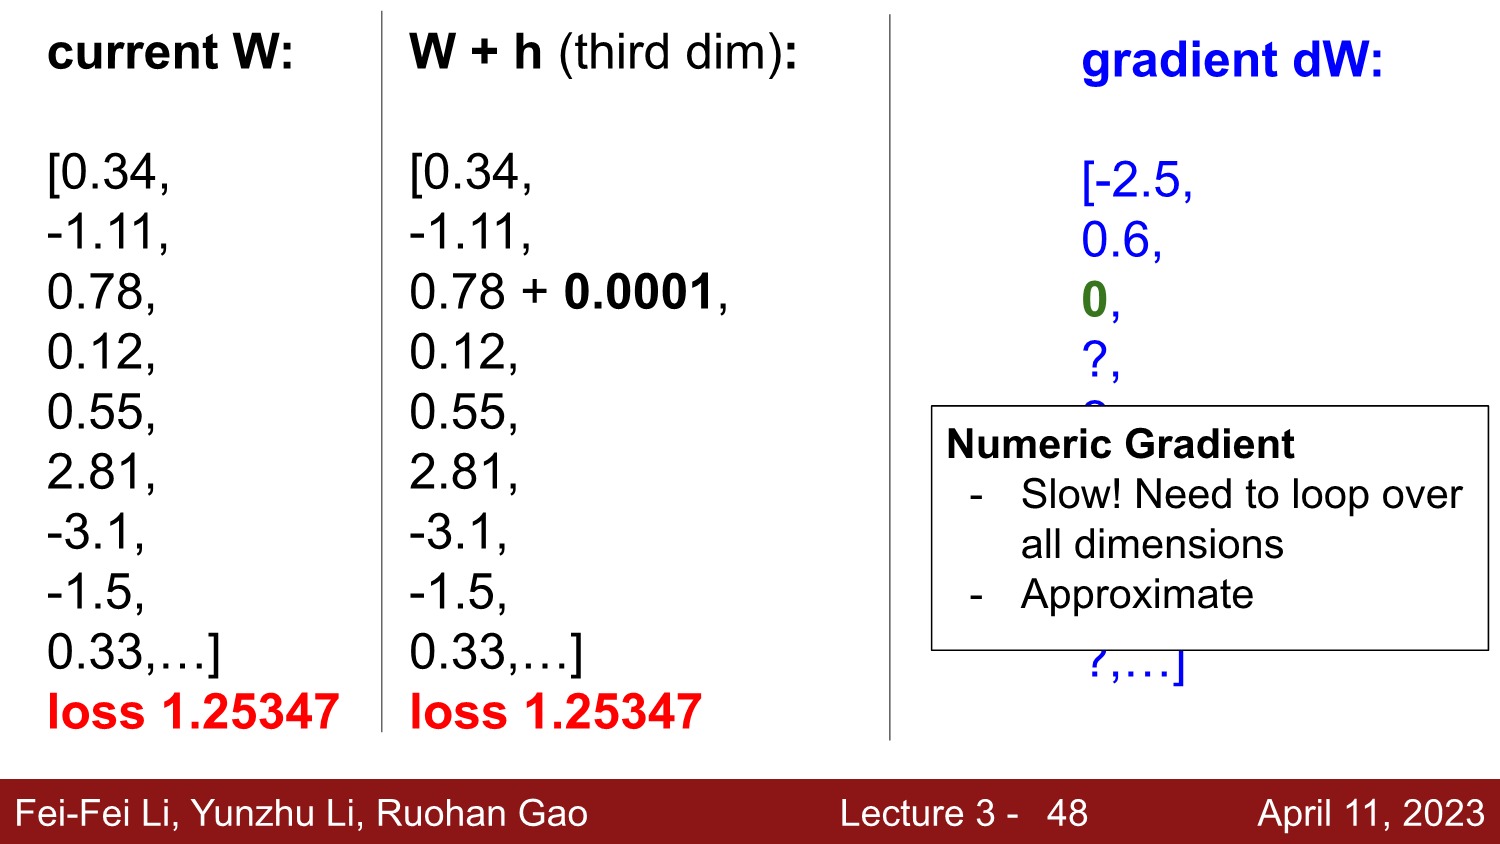 current W:
[0.34,
-1.11,
0.78,
0.12,
0.55,
2.81,
-3.1,
-1.5,
0.33,…]
loss 1.25347
W + h (third dim):
[0.34,
-1.11,
0.78 + 0.0001,
0.12,
0.55,
2.81,
-3.1,
-1.5,
0.33,…]
loss 1.25347
gradient dW:
[-2.5,
0.6,
0,
?,
Numeric Gradient
- Slow! Need to loop over
all dimensions
- Approximate
?,…]
Fei-Fei Li, Yunzhu Li, Ruohan Gao
Lecture 3 - 48
April 11, 2023